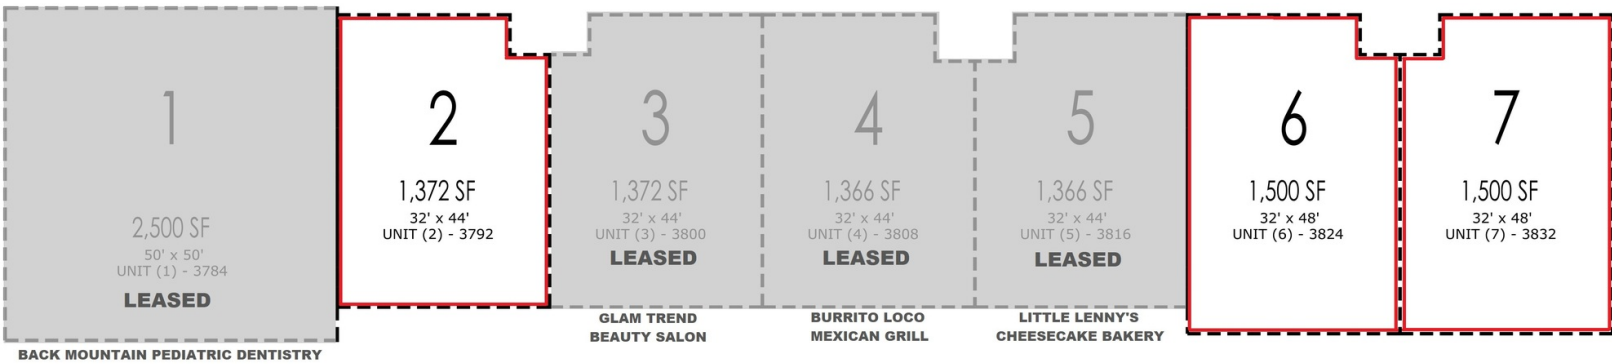 1
2,500 SF
50' x 50'
UNIT (1) - 3784
LEASED
BACK MOUNTAIN PEDIATRIC DENTISTRY
2
1,372 SF
32' x 44'
UNIT (2) - 3792
3
1,372 SF
32' x 44'
UNIT (3) - 3800
LEASED
GLAM TREND
BEAUTY SALON
4
1,366 SF
32' x 44'
UNIT (4) - 3808
LEASED
BURRITO LOCO
MEXICAN GRILL
5
1,366 SF
32' x 44'
UNIT (5) - 3816
LEASED
LITTLE LENNY'S
CHEESECAKE BAKERY
6
1,500 SF
32' x 48'
UNIT (6) - 3824
7
1,500 SF
32' x 48'
UNIT (7) - 3832